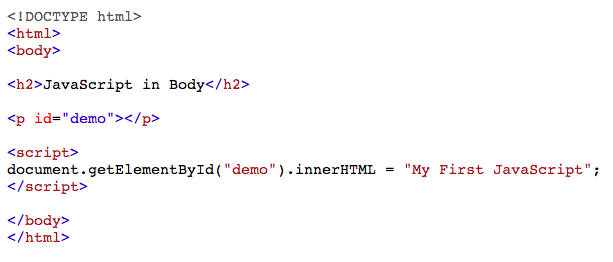 <!DOCTYPE html>
<html>
<body>
<h2>JavaScript in Body</h2>
<p id="demo"></p>
<script>
document.getElementById("demo").innerHTML = "My First JavaScript";
</script>
</body>
</html>